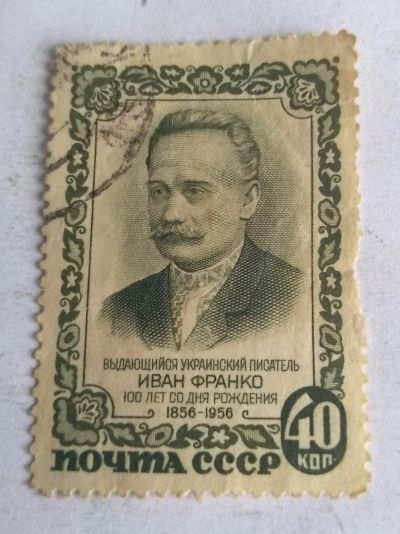 ВЫДАЮЩИЙСЯ УКРАИНСКИЙ ПИСАТЕЛЬ
ИВАН ФРАНКО
100 ЛЕТ СО ДНЯ РОЖДЕНИЯ
1856-1956
40
КОП.
ПОЧТА СССР